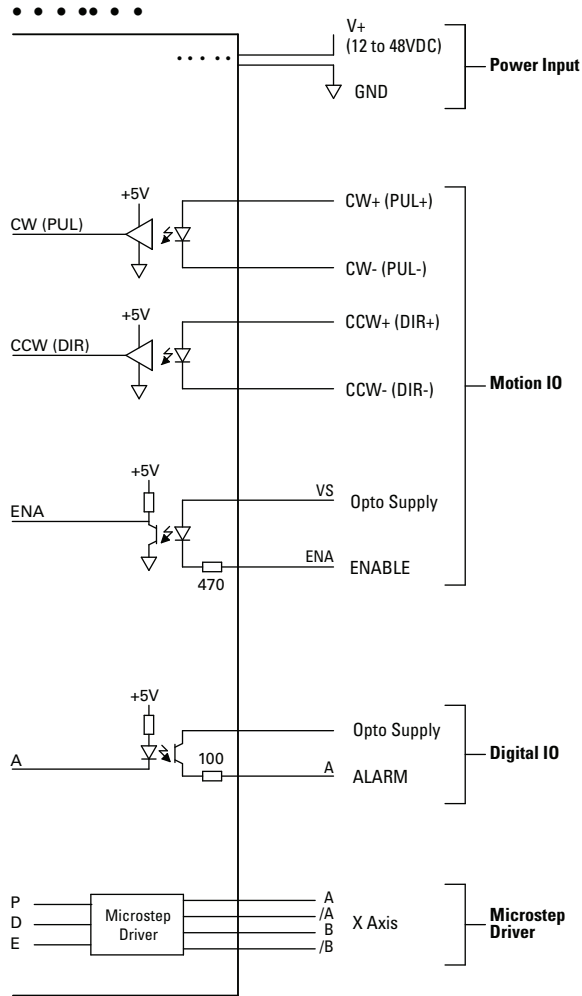 V+
(12 to 48VDC)
Power Input
GND
+5V
CW+ (PUL+)
CW (PUL)
CW- (PUL-)
+5V
CCW+ (DIR+)
CCW (DIR)
CCW- (DIR-)
Motion IO
+5V
VS Opto Supply
ENA
ENA ENABLE
470
+5V
Opto Supply
Digital IO
100
A
A ALARM
P
D
E
Microstep
Driver
A
/A
B
/B
X Axis
Microstep
Driver